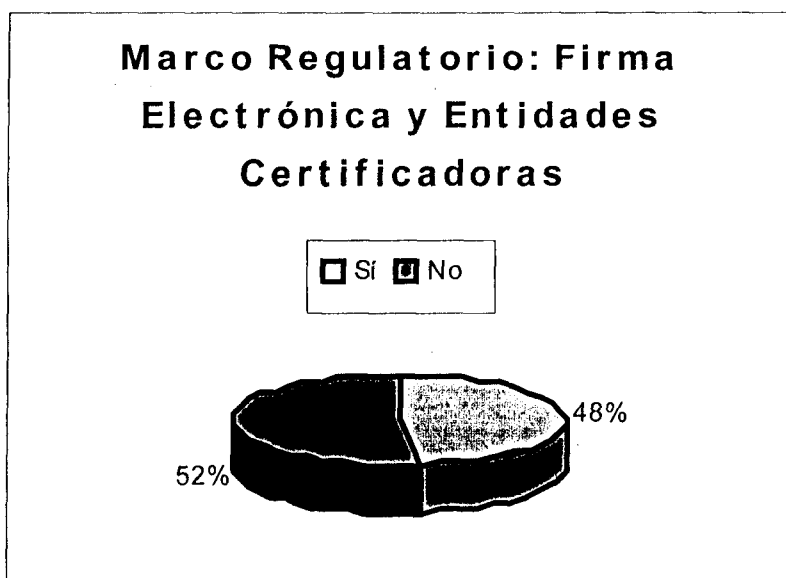 Marco Regulatorio: Firma
Electrónica y Entidades
Certificadoras
Sí No
48%
52%